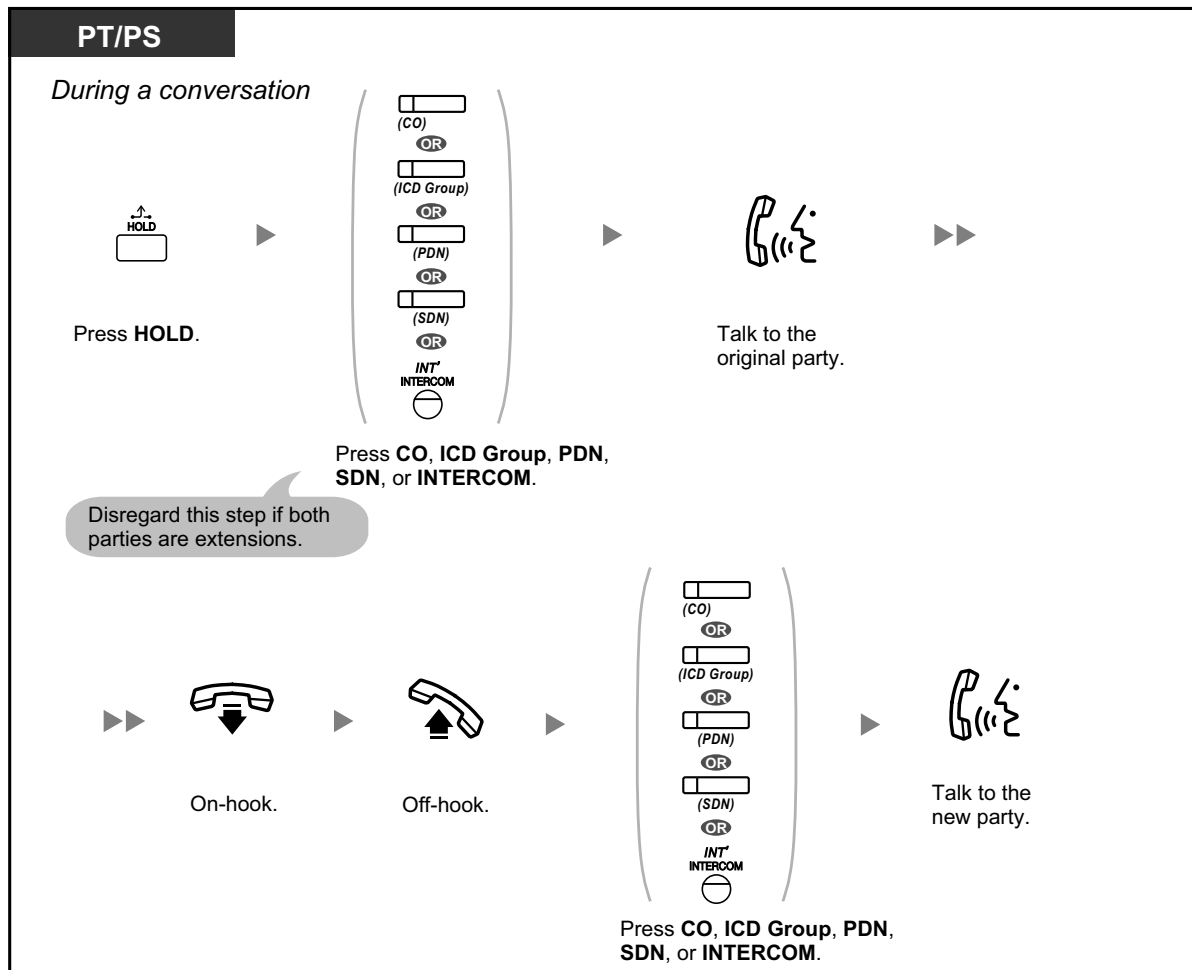 PT/PS
During a conversation
(CO)
OR
(ICD Group)
OR
(PDN)
OR
(SDN)
OR
INT'
INTERCOM
HOLD
Press HOLD.
Press CO, ICD Group, PDN,
SDN, or INTERCOM.
Disregard this step if both
parties are extensions.
Talk to the
original party.
On-hook.
Off-hook.
(CO)
OR
(ICD Group)
OR
(PDN)
OR
(SDN)
OR
INT'
INTERCOM
Press CO, ICD Group, PDN,
SDN, or INTERCOM.
Talk to the
new party.